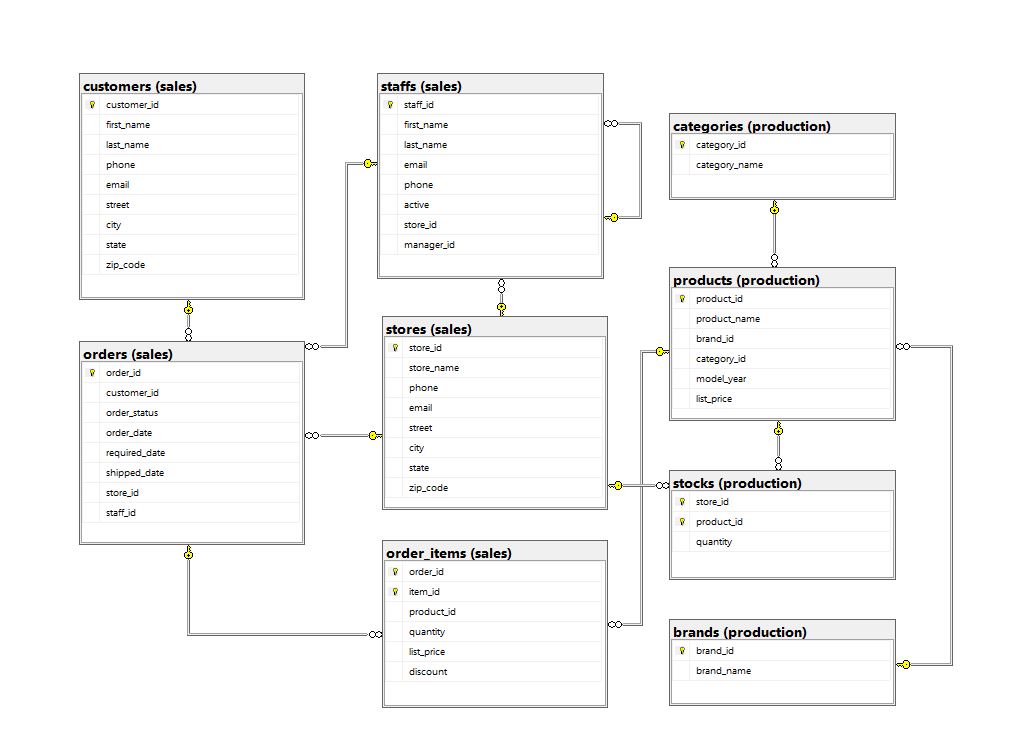 customers (sales)
customer_id
first_name
last_name
phone
email
street
city
state
zip_code
staffs (sales)
staff_id
first_name
last_name
email
phone
active
store_id
manager_id
categories (production)
category_id
category_name
products (production)
product_id
product_name
brand_id
category_id
model_year
list_price
orders (sales)
order_id
customer_id
order_status
order_date
required_date
shipped_date
store_id
staff_id
stores (sales)
store_id
store_name
phone
email
street
city
state
zip_code
stocks (production)
store_id
product_id
quantity
order_items (sales)
order_id
item_id
product_id
quantity
list_price
discount
brands (production)
brand_id
brand_name